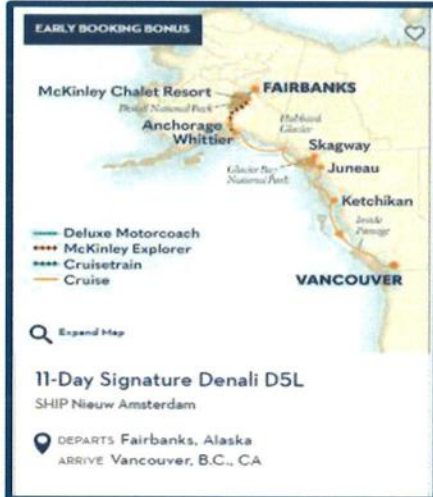 EARLY BOOKING BONUS
McKinley Chalet Resort
FAIRBANKS
Denali National Park
Anchorage
Whittier
Hubbard
Glacier
Skagway
Glacier Bay
National Park
Juneau
Ketchikan
Inside
Passage
Deluxe Motorcoach
McKinley Explorer
Cruisetrain
Cruise
VANCOUVER
Expand Map
11-Day Signature Denali D5L
SHIP Nieuw Amsterdam
DEPARTS Fairbanks, Alaska
ARRIVE Vancouver, B.C., CA